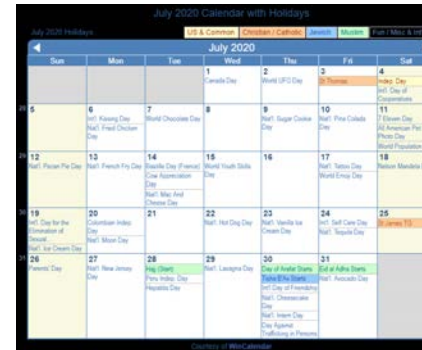 July 2020 Calendar with Holidays
July 2020 Holidays US & Common Christian / Catholic Jewish Muslim Fun / Misc & Int
July 2020
Sun Mon Tue Wed Thu Fri Sat
1 2 3 4
Canada Day World UFO Day St Thomas Indep. Day
Int'l. Day of
Cooperatives
28 5 6 7 8 9 10 11
Int'l. Kissing Day World Chocolate Day Nat'l. Sugar Cookie Nat'l. Pina Colada 7 Eleven Day
Nat'l. Fried Chicken Day Day All American Pet
Day Photo Day
World Population
29 12 13 14 15 16 17 18
Nat'l. Pecan Pie Day Nat'l. French Fry Day Bastille Day (France) World Youth Skills Nat'l. Tattoo Day Nelson Mandela
Cow Appreciation Day World Emoji Day
Day
Nat'l. Mac And
Cheese Day
30 19 20 21 22 23 24 25
Int'l. Day for the Colombian Indep. Nat'l. Hot Dog Day Nat'l. Vanilla Ice Int'l. Self Care Day St James TG
Elimination of Day Cream Day Nat'l. Tequila Day
Sexual Nat'l. Moon Day
Nat'l. Ice Cream Day
31 26 27 28 29 30 31
Parents' Day Nat'l. New Jersey Hajj (Start) Nat'l. Lasagna Day Day of Arafat Starts Eid al Adha Starts
Day Peru Indep. Day Nat'l. Avocado Day
Hepatitis Day Int'l Day of Friendship
Nat'l. Cheesecake
Day
Nat'l. Intern Day
Day Against
Trafficking in Persons
Courtesy of WinCalendar